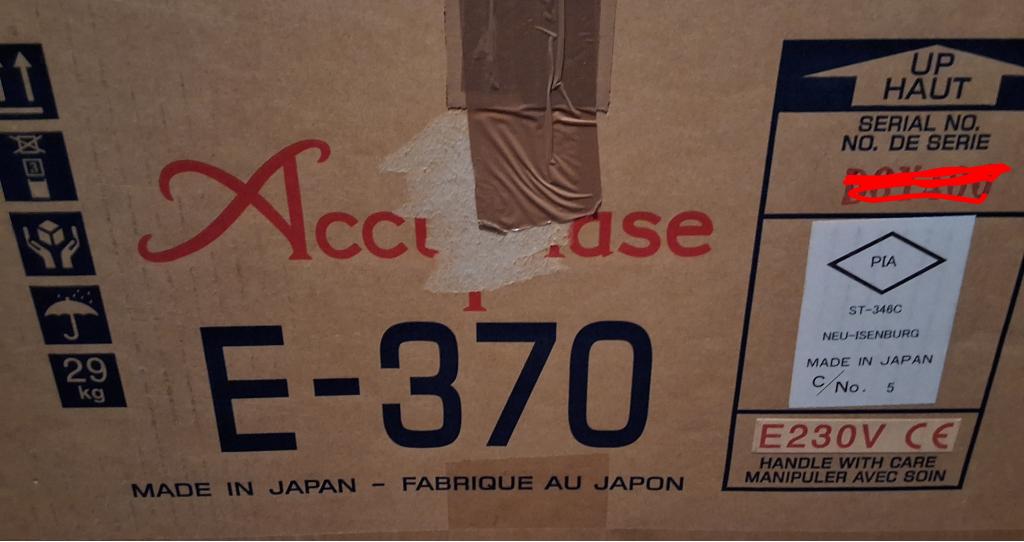 3
29
kg
E-370
MADE IN JAPAN - FABRIQUE AU JAPON
UP
HAUT
SERIAL NO.
NO. DE SERIE
PIA
ST-346C
NEU-ISENBURG
MADE IN JAPAN
C/No. 5
E230V CE
HANDLE WITH CARE
MANIPULER AVEC SOIN